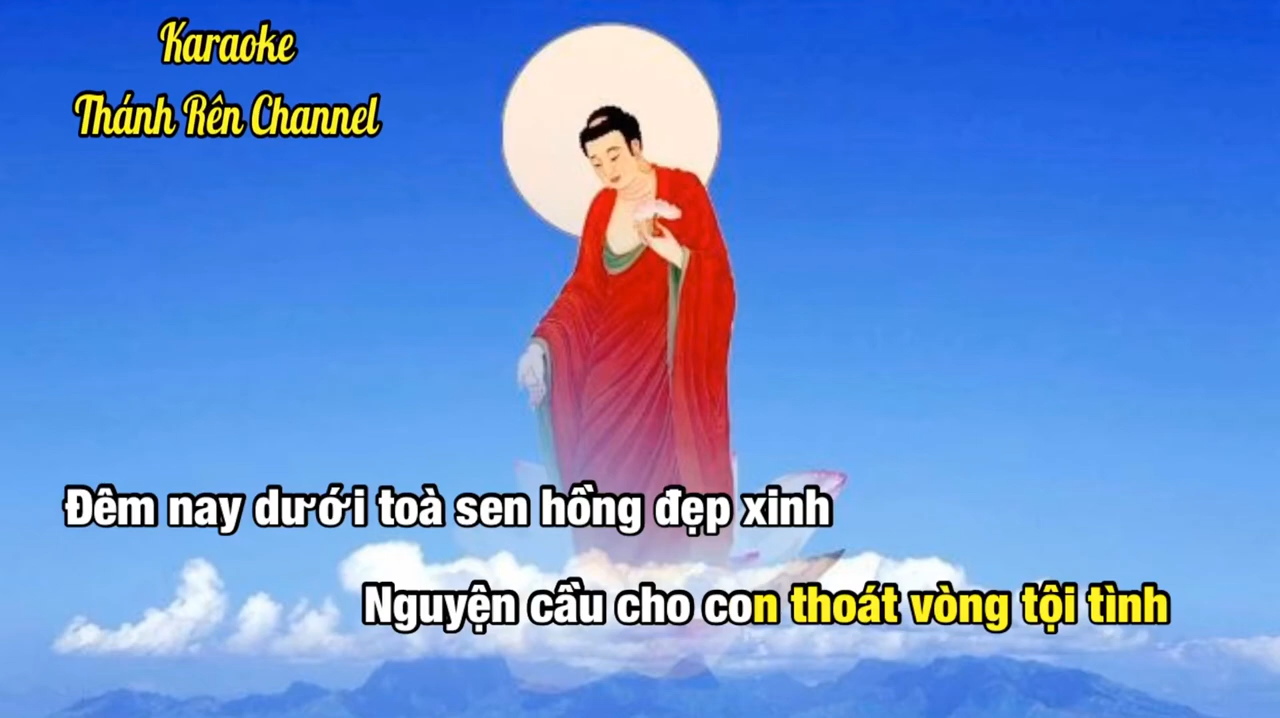 Karaoke
Thánh Rên Channel
Đêm nay dưới toà sen hồng đẹp xinh
Nguyện cầu cho con thoát vòng tội tình